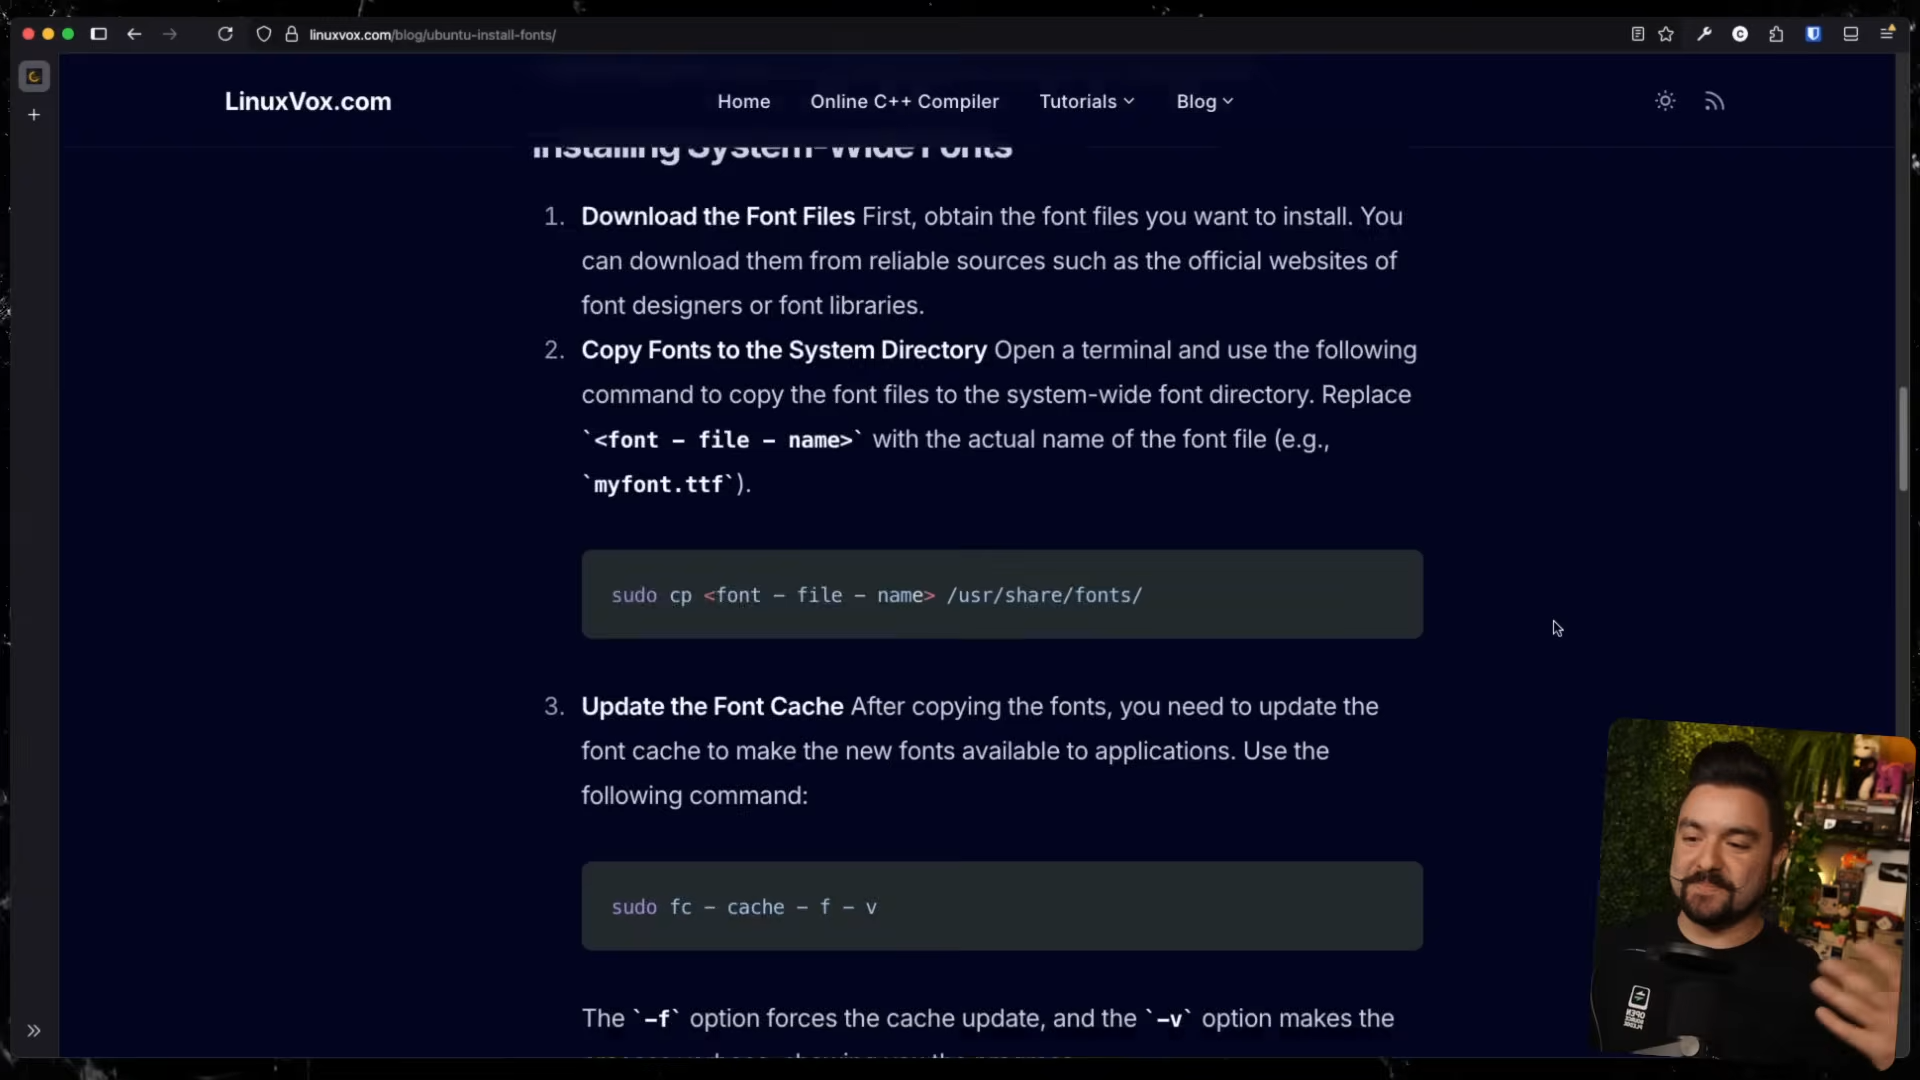 linuxvox.com/blog/ubuntu-install-fonts/
LinuxVox.com
Home
Online C++ Compiler
Tutorials
Blog
Installing System-Wide Fonts
1. Download the Font Files First, obtain the font files you want to install. You
can download them from reliable sources such as the official websites of
font designers or font libraries.
2. Copy Fonts to the System Directory Open a terminal and use the following
command to copy the font files to the system-wide font directory. Replace
`<font – file – name>` with the actual name of the font file (e.g.,
`myfont.ttf`).
sudo cp <font – file – name> /usr/share/fonts/
3. Update the Font Cache After copying the fonts, you need to update the
font cache to make the new fonts available to applications. Use the
following command:
sudo fc – cache – f – v
The `–f` option forces the cache update, and the `–v` option makes the